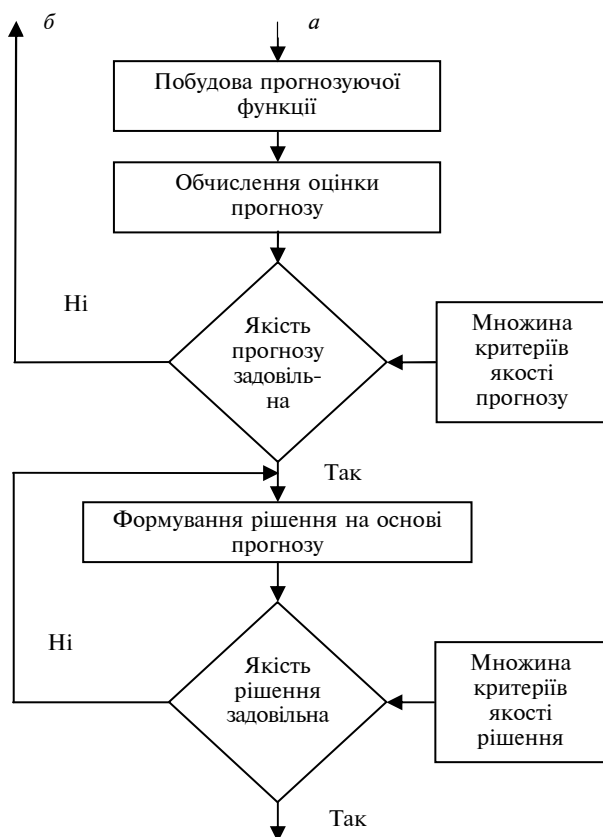 б
а
Побудова прогнозуючої
функції
Обчислення оцінки
прогнозу
Ні
Якість
прогнозу
задовіль-
на
Множина
критеріїв
якості
прогнозу
Так
Формування рішення на основі
прогнозу
Ні
Якість
рішення
задовільна
Множина
критеріїв
якості
рішення
Так